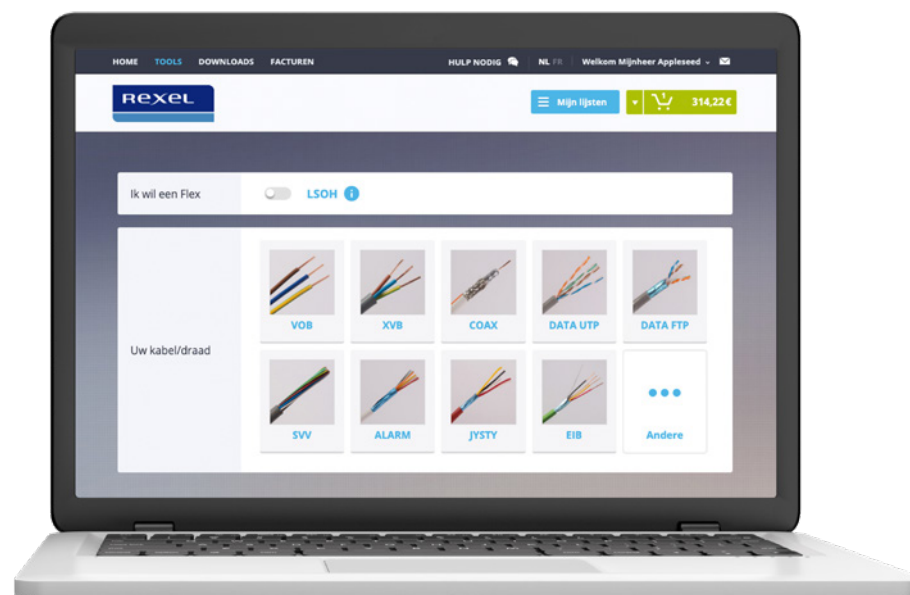 HOME TOOLS DOWNLOADS FACTUREN HULP NODIG NL FR Welkom Mijnheer Appleseed
Rexel
Mijn lijsten 1 314,22€
Ik wil een Flex LSOH i
Uw kabel/draad
VOB XVB COAX DATA UTP DATA FTP
SVV ALARM JYSTY EIB Andere